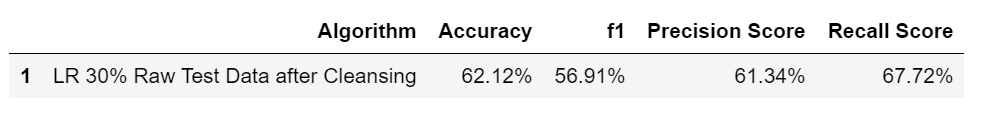 Algorithm Accuracy f1 Precision Score Recall Score
1 LR 30% Raw Test Data after Cleansing 62.12% 56.91% 61.34% 67.72%